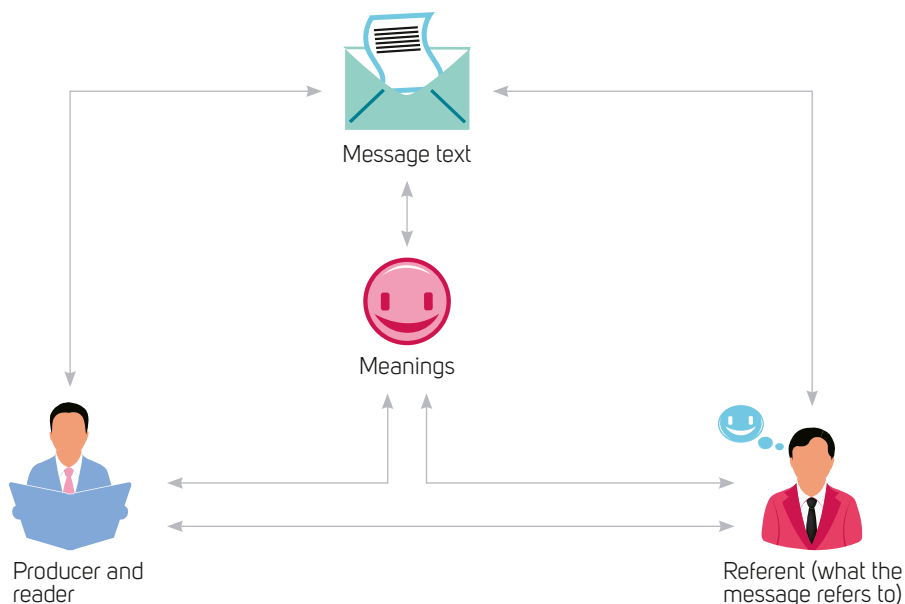 Message text
Meanings
Producer and
reader
Referent (what the
message refers to)